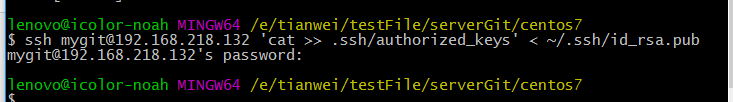 lenovo@icolor-noah MINGW64 /e/tianwei/testFile/serverGit/centos7
$ ssh mygit@192.168.218.132 'cat >> .ssh/authorized_keys' < ~/.ssh/id_rsa.pub
mygit@192.168.218.132's password:
lenovo@icolor-noah MINGW64 /e/tianwei/testFile/serverGit/centos7
$